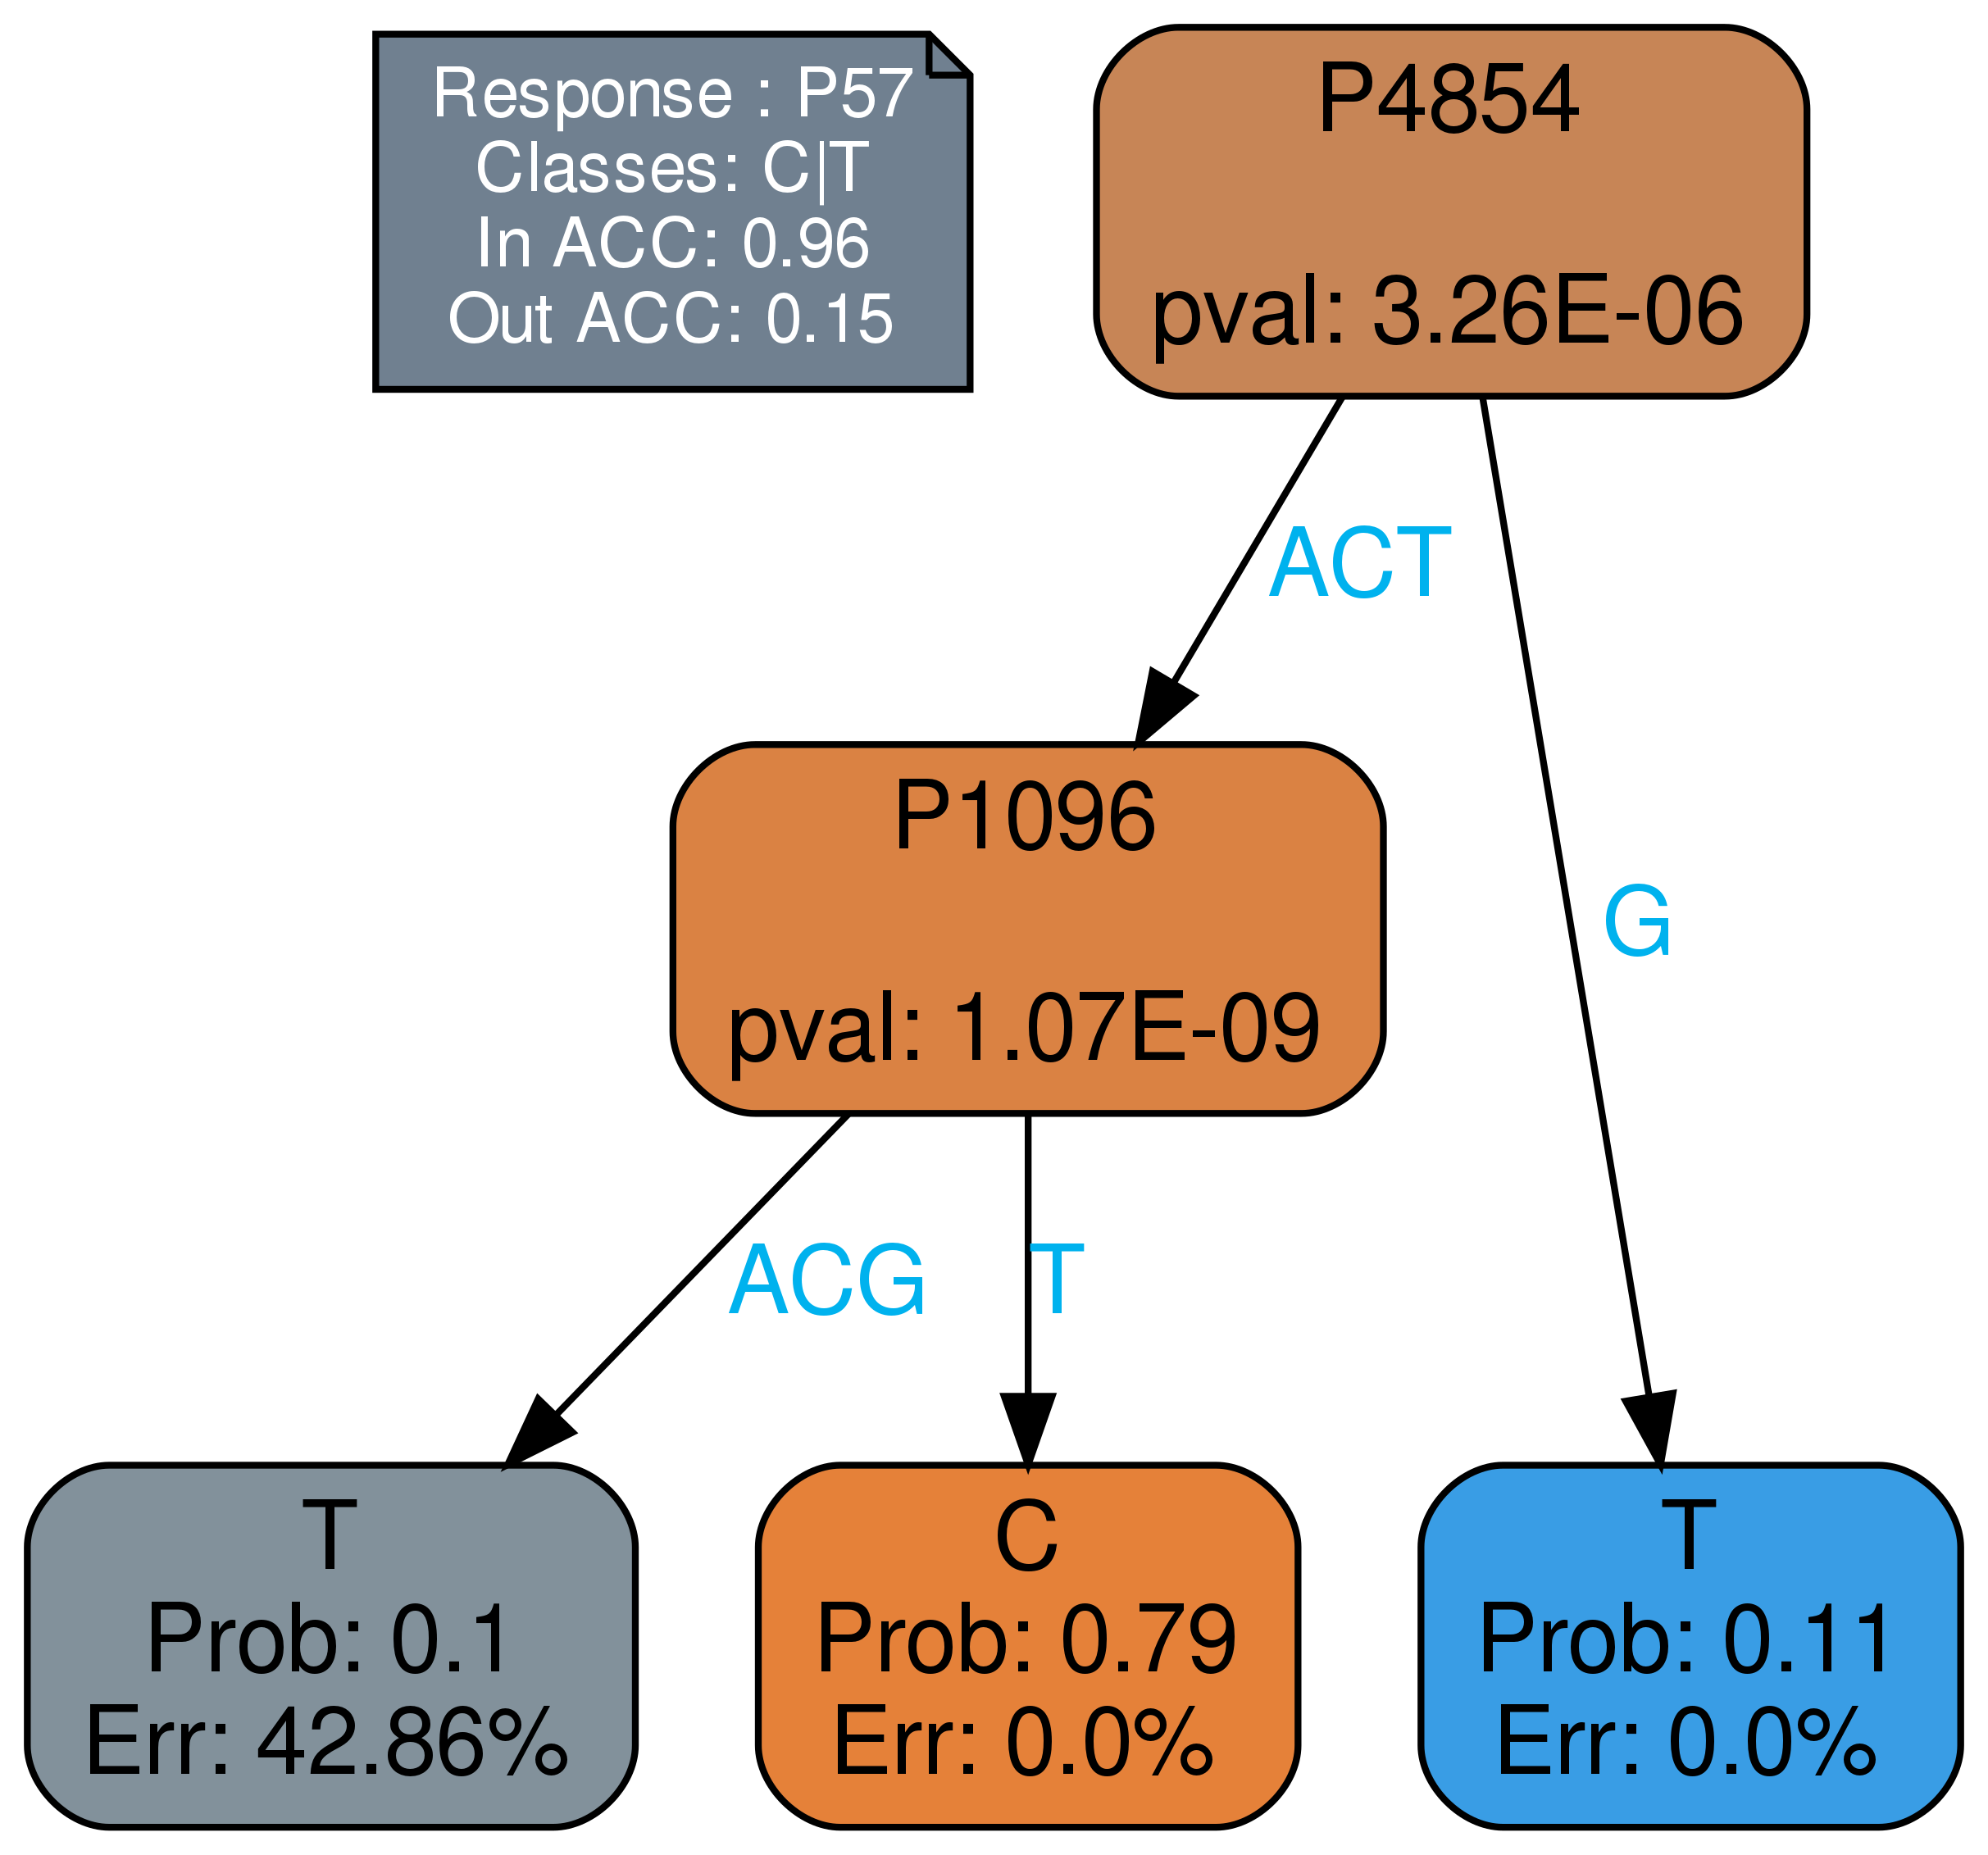 Response : P57
Classes: C|T
In ACC: 0.96
Out ACC: 0.15
P4854
pval: 3.26E-06
ACT
G
P1096
pval: 1.07E-09
ACG
T
T
Prob: 0.1
Err: 42.86%
C
Prob: 0.79
Err: 0.0%
T
Prob: 0.11
Err: 0.0%